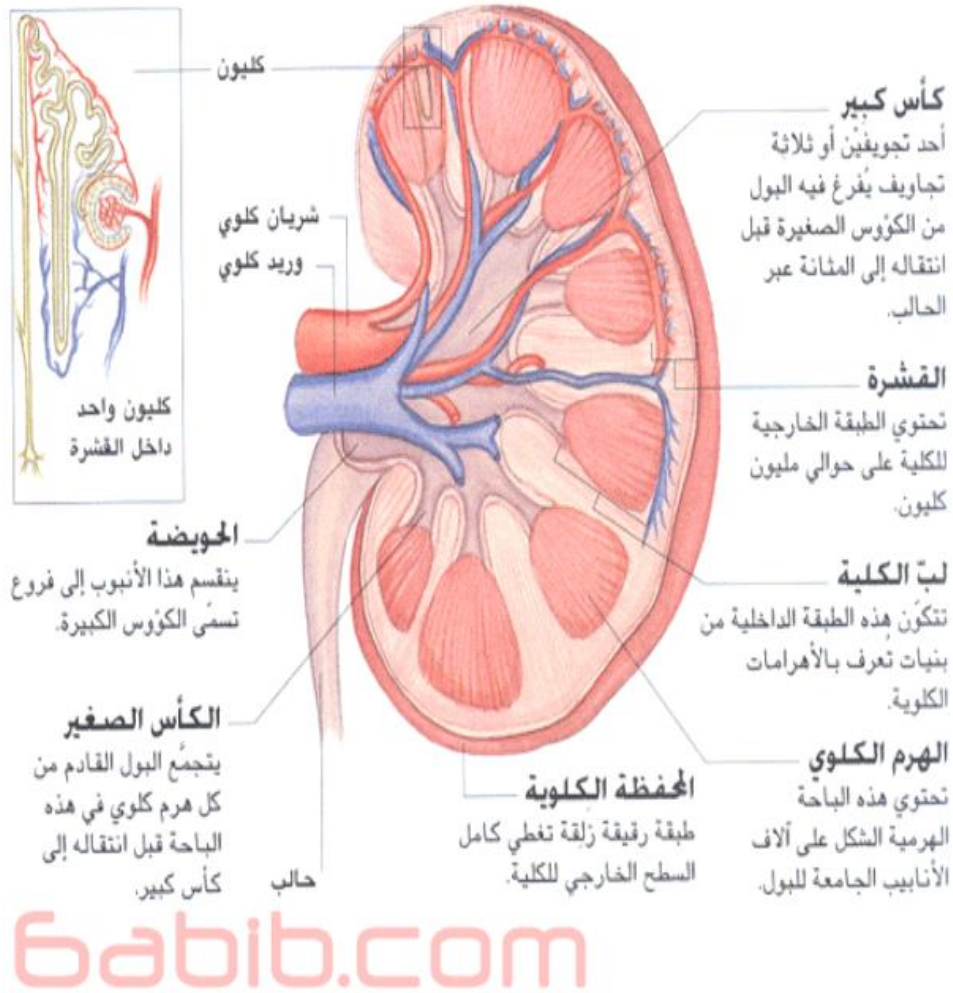 كليون
كليون واحد
داخل القشرة
شريان كلوي
وريد كلوي
كأس كبير
أحد تجويفيْن أو ثلاثة
تجاويف يُفرغ فيه البول
من الكؤوس الصغيرة قبل
انتقاله إلى المثانة عبر
الحالب.
القشرة
تحتوي الطبقة الخارجية
للكلية على حوالي مليون
كليون.
لبّ الكلية
تتكوّن هذه الطبقة الداخلية من
بنيات تُعرف بالأهرامات
الكلوية.
الهرم الكلوي
تحتوي هذه الباحة
الهرمية الشكل على آلاف
الأنابيب الجامعة للبول.
الحويضة
ينقسم هذا الأنبوب إلى فروع
تسمّى الكؤوس الكبيرة.
الكأس الصغير
يتجمَّع البول القادم من
كل هرم كلوي في هذه
الباحة قبل انتقاله إلى
كأس كبير.
حالب
المحفظة الكلوية
طبقة رقيقة زلقة تغطي كامل
السطح الخارجي للكلية.
6abib.com